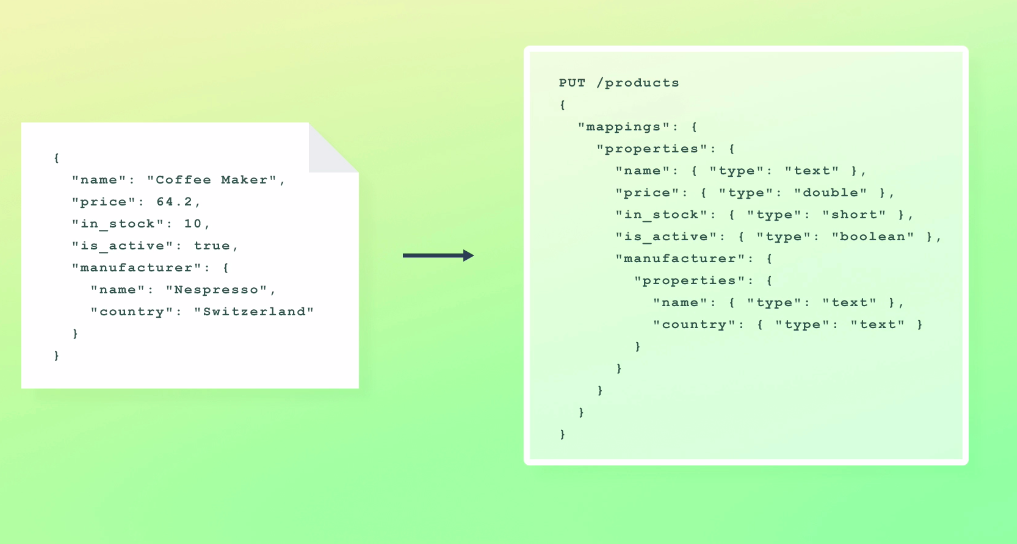 {
  "name": "Coffee Maker",
  "price": 64.2,
  "in_stock": 10,
  "is_active": true,
  "manufacturer": {
    "name": "Nespresso",
    "country": "Switzerland"
  }
}
PUT /products
{
  "mappings": {
    "properties": {
      "name": { "type": "text" },
      "price": { "type": "double" },
      "in_stock": { "type": "short" },
      "is_active": { "type": "boolean" },
      "manufacturer": {
        "properties": {
          "name": { "type": "text" },
          "country": { "type": "text" }
        }
      }
    }
  }
}